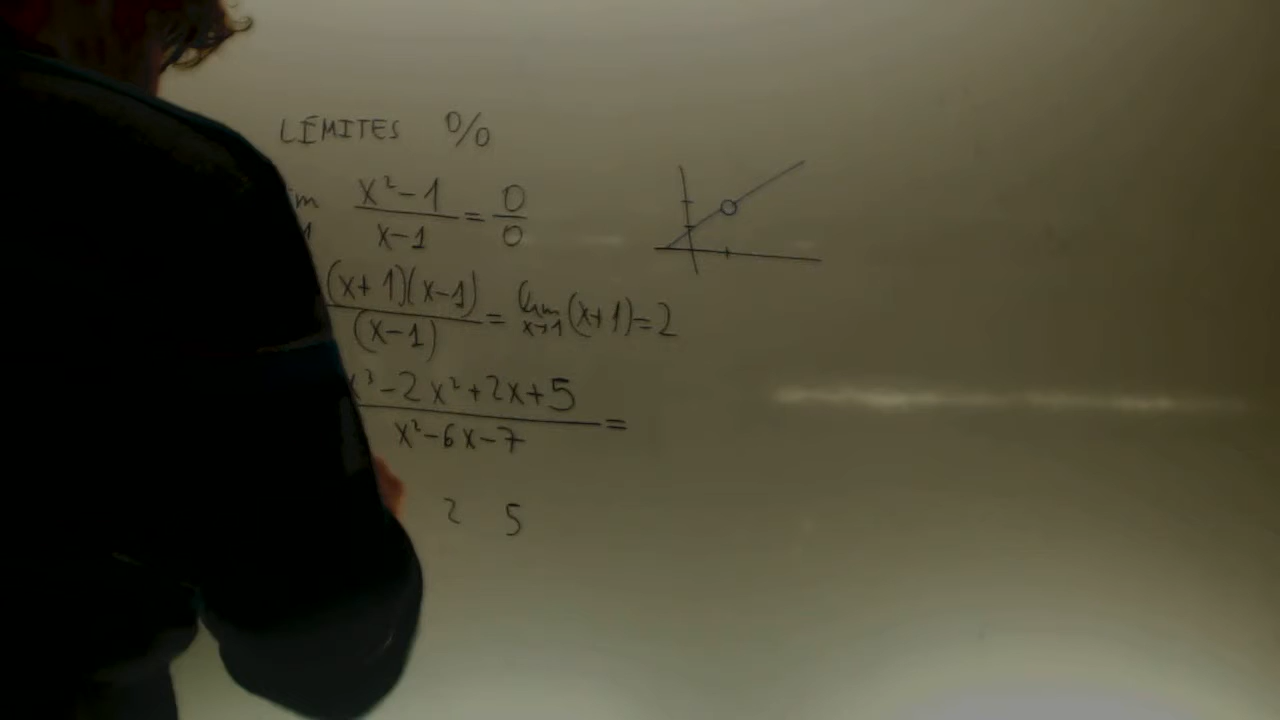 LÍMITES 0/0
x²-1/x-1 = 0/0
(x+1)(x-1)/(x-1) = lim x→1 (x+1)=2
x³-2x²+2x+5/x²-6x-7 =
2 5